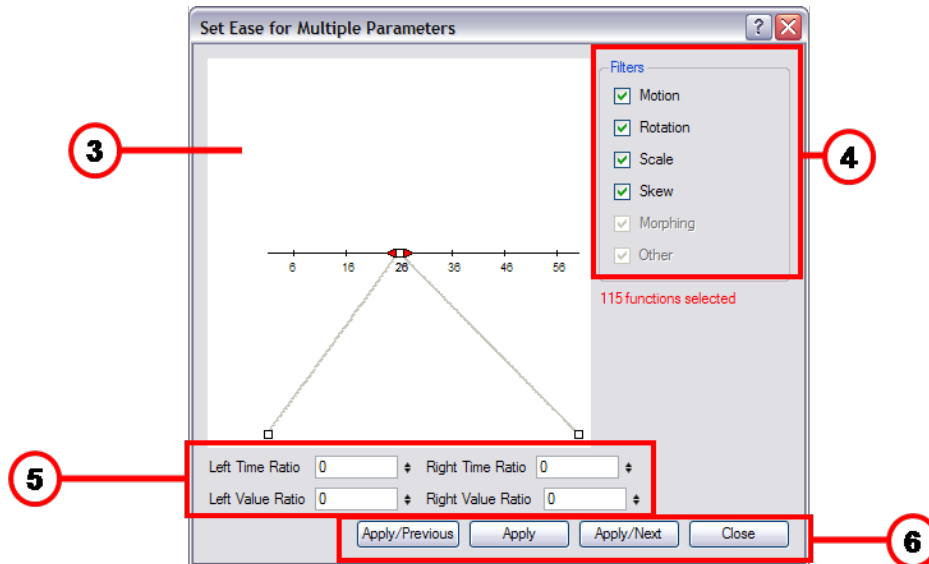 Set Ease for Multiple Parameters
?
Filters
Motion
3
Rotation
4
Scale
Skew
Morphing
6 16 26 36 46 56
Other
115 functions selected
5
Left Time Ratio 0 Right Time Ratio 0
Left Value Ratio 0 Right Value Ratio 0
Apply/Previous Apply Apply/Next Close
6